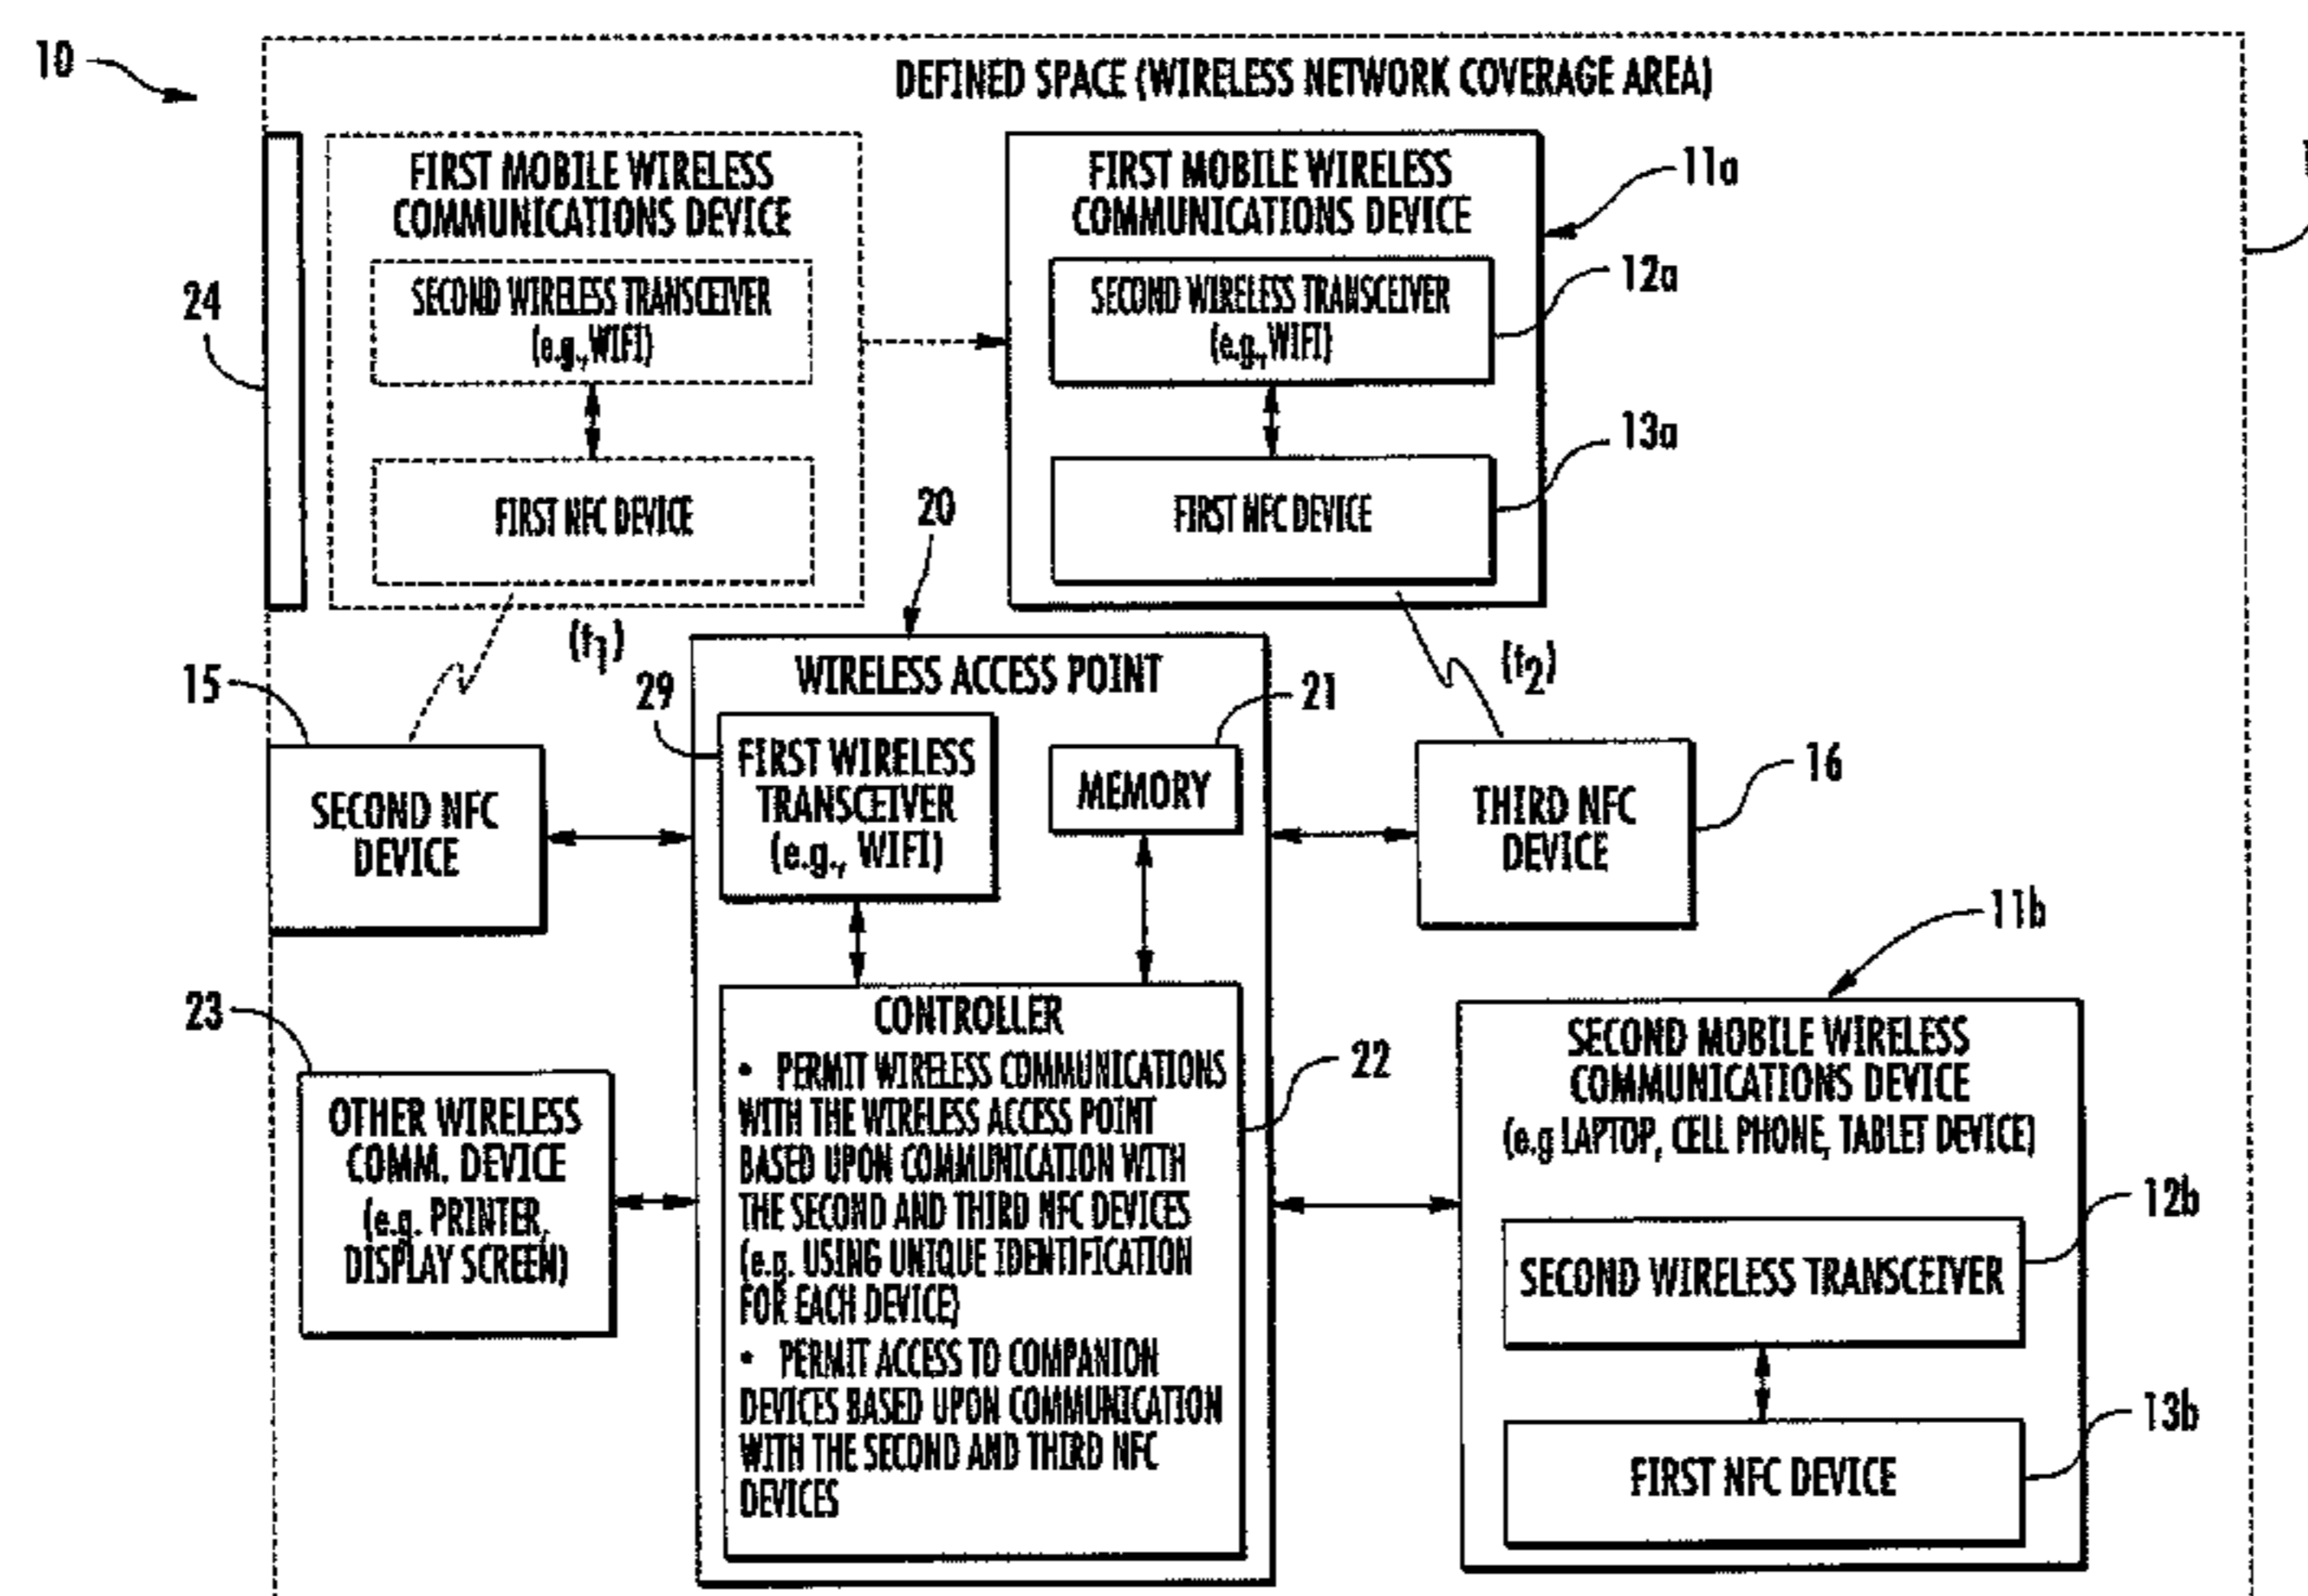 10
DEFINED SPACE (WIRELESS NETWORK COVERAGE AREA)
FIRST MOBILE WIRELESS
COMMUNICATIONS DEVICE
SECOND WIRELESS TRANSCEIVER
(e.g., WIFI)
FIRST NFC DEVICE
24
FIRST MOBILE WIRELESS
COMMUNICATIONS DEVICE
SECOND WIRELESS TRANSCEIVER
(e.g., WIFI)
FIRST NFC DEVICE
11a
12a
13a
20
(t1)
(t2)
15
SECOND NFC
DEVICE
WIRELESS ACCESS POINT
29
FIRST WIRELESS
TRANSCEIVER
(e.g., WIFI)
21
MEMORY
THIRD NFC
DEVICE
16
23
OTHER WIRELESS
COMM. DEVICE
(e.g. PRINTER,
DISPLAY SCREEN)
CONTROLLER
• PERMIT WIRELESS COMMUNICATIONS
WITH THE WIRELESS ACCESS POINT
BASED UPON COMMUNICATION WITH
THE SECOND AND THIRD NFC DEVICES
(e.g. USING UNIQUE IDENTIFICATION
FOR EACH DEVICE)
• PERMIT ACCESS TO COMPANION
DEVICES BASED UPON COMMUNICATION
WITH THE SECOND AND THIRD NFC
DEVICES
22
11b
SECOND MOBILE WIRELESS
COMMUNICATIONS DEVICE
(e.g LAPTOP, CELL PHONE, TABLET DEVICE)
SECOND WIRELESS TRANSCEIVER
12b
FIRST NFC DEVICE
13b